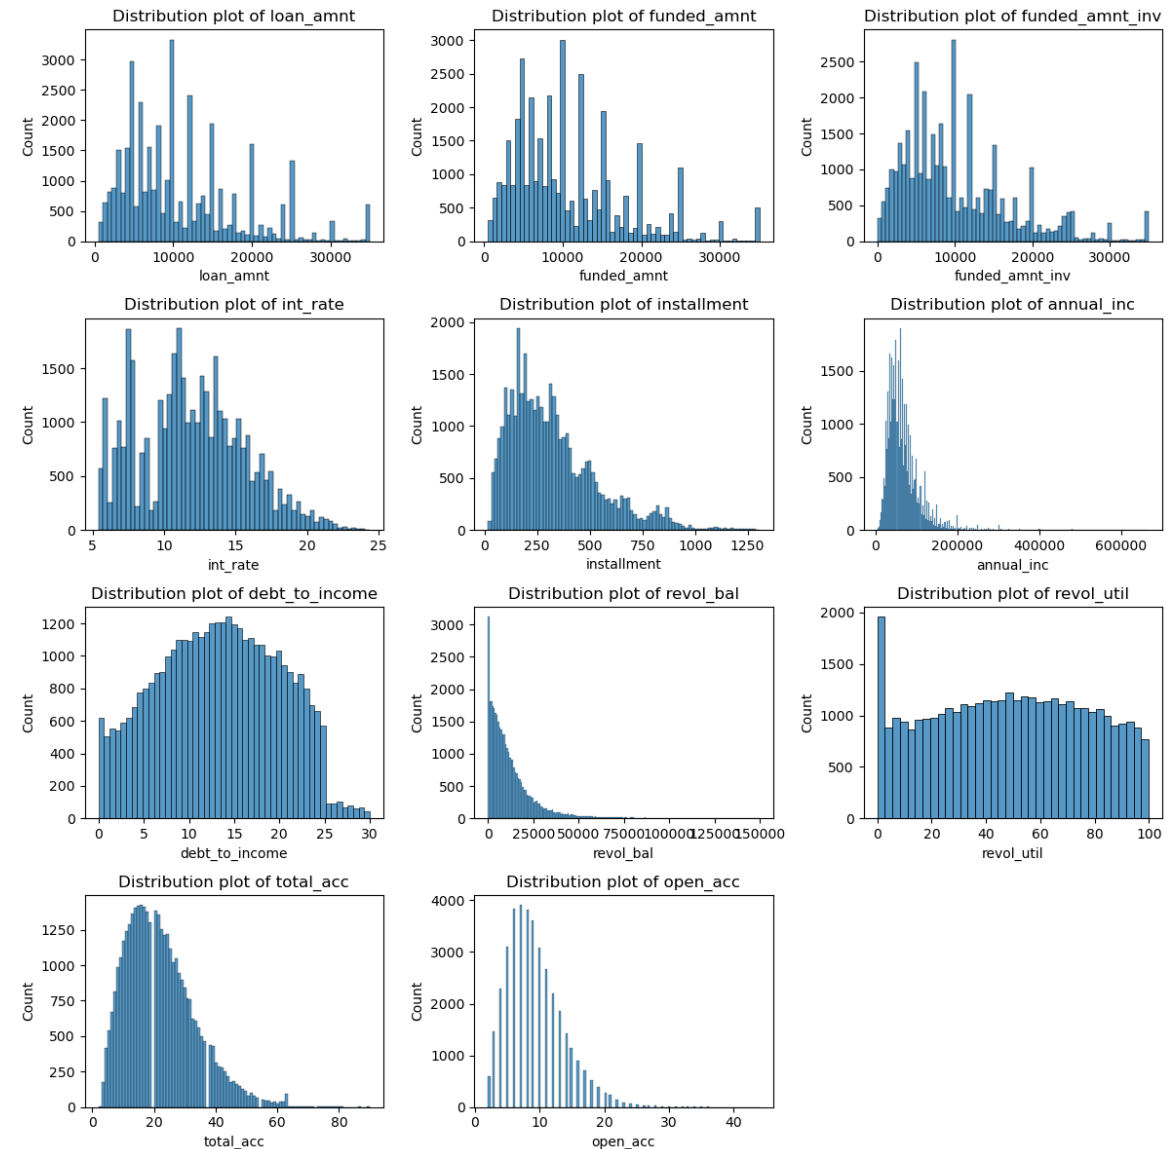 Distribution plot of loan_amnt
Count
3000
2500
2000
1500
1000
500
0
0 10000 20000 30000
loan_amnt
Distribution plot of funded_amnt
Count
3000
2500
2000
1500
1000
500
0
0 10000 20000 30000
funded_amnt
Distribution plot of funded_amnt_inv
Count
2500
2000
1500
1000
500
0
0 10000 20000 30000
funded_amnt_inv
Distribution plot of int_rate
Count
1500
1000
500
0
5 10 15 20 25
int_rate
Distribution plot of installment
Count
2000
1750
1500
1250
1000
750
500
250
0
0 250 500 750 1000 1250
installment
Distribution plot of annual_inc
Count
1500
1000
500
0
0 200000 400000 600000
annual_inc
Distribution plot of debt_to_income
Count
1200
1000
800
600
400
200
0
0 5 10 15 20 25 30
debt_to_income
Distribution plot of revol_bal
Count
3000
2500
2000
1500
1000
500
0
0 25000 50000 75000 100000 125000 150000
revol_bal
Distribution plot of revol_util
Count
2000
1500
1000
500
0
0 20 40 60 80 100
revol_util
Distribution plot of total_acc
Count
1250
1000
750
500
250
0
0 20 40 60 80
total_acc
Distribution plot of open_acc
Count
4000
3000
2000
1000
0
0 10 20 30 40
open_acc